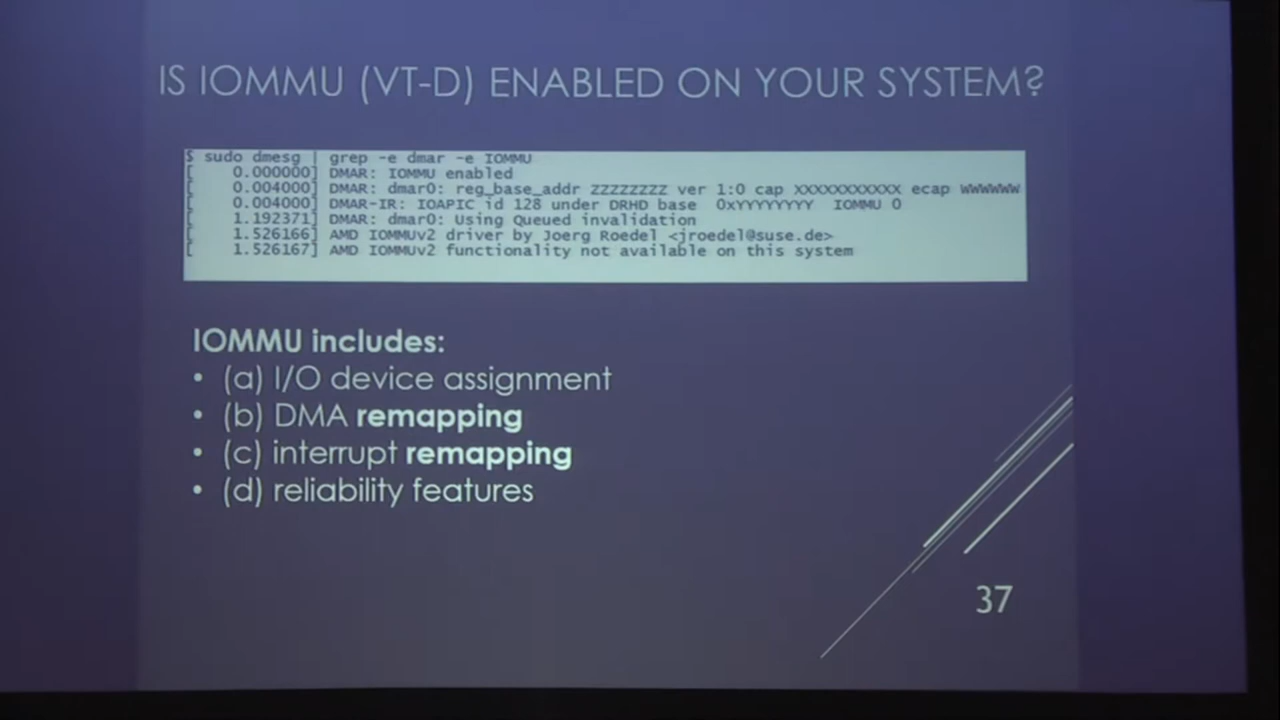 IS IOMMU (VT-D) ENABLED ON YOUR SYSTEM?
$ sudo dmesg | grep -e dmar -e IOMMU
[ 0.000000] DMAR: IOMMU enabled
[ 0.004000] DMAR: dmar0: reg_base_addr ZZZZZZZZ ver 1:0 cap XXXXXXXXXXX ecap WWWWWW
[ 0.004000] DMAR-IR: IOAPIC id 128 under DRHD base 0xYYYYYYYY IOMMU 0
[ 1.192371] DMAR: dmar0: Using Queued invalidation
[ 1.526166] AMD IOMMUv2 driver by Joerg Roedel <jroedel@suse.de>
[ 1.526167] AMD IOMMUv2 functionality not available on this system
IOMMU includes:
• (a) I/O device assignment
• (b) DMA remapping
• (c) interrupt remapping
• (d) reliability features
37